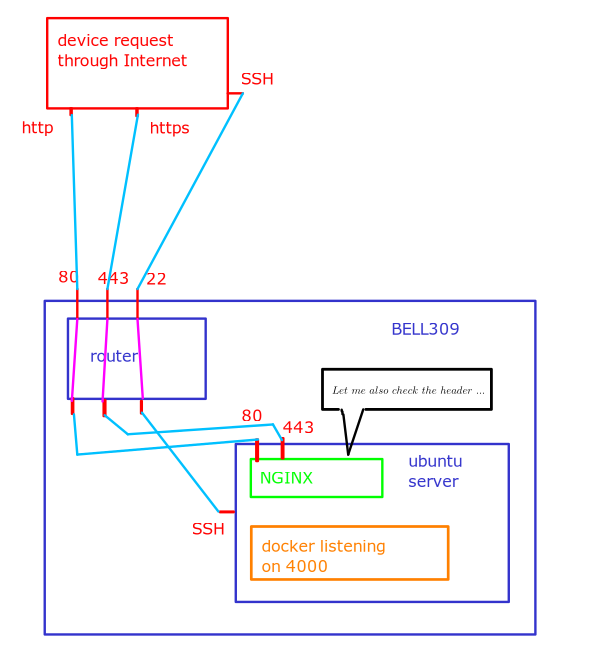 device request
through Internet
SSH
http
https
80
443
22
BELL309
router
Let me also check the header ...
80
443
NGINX
ubuntu
server
SSH
docker listening
on 4000